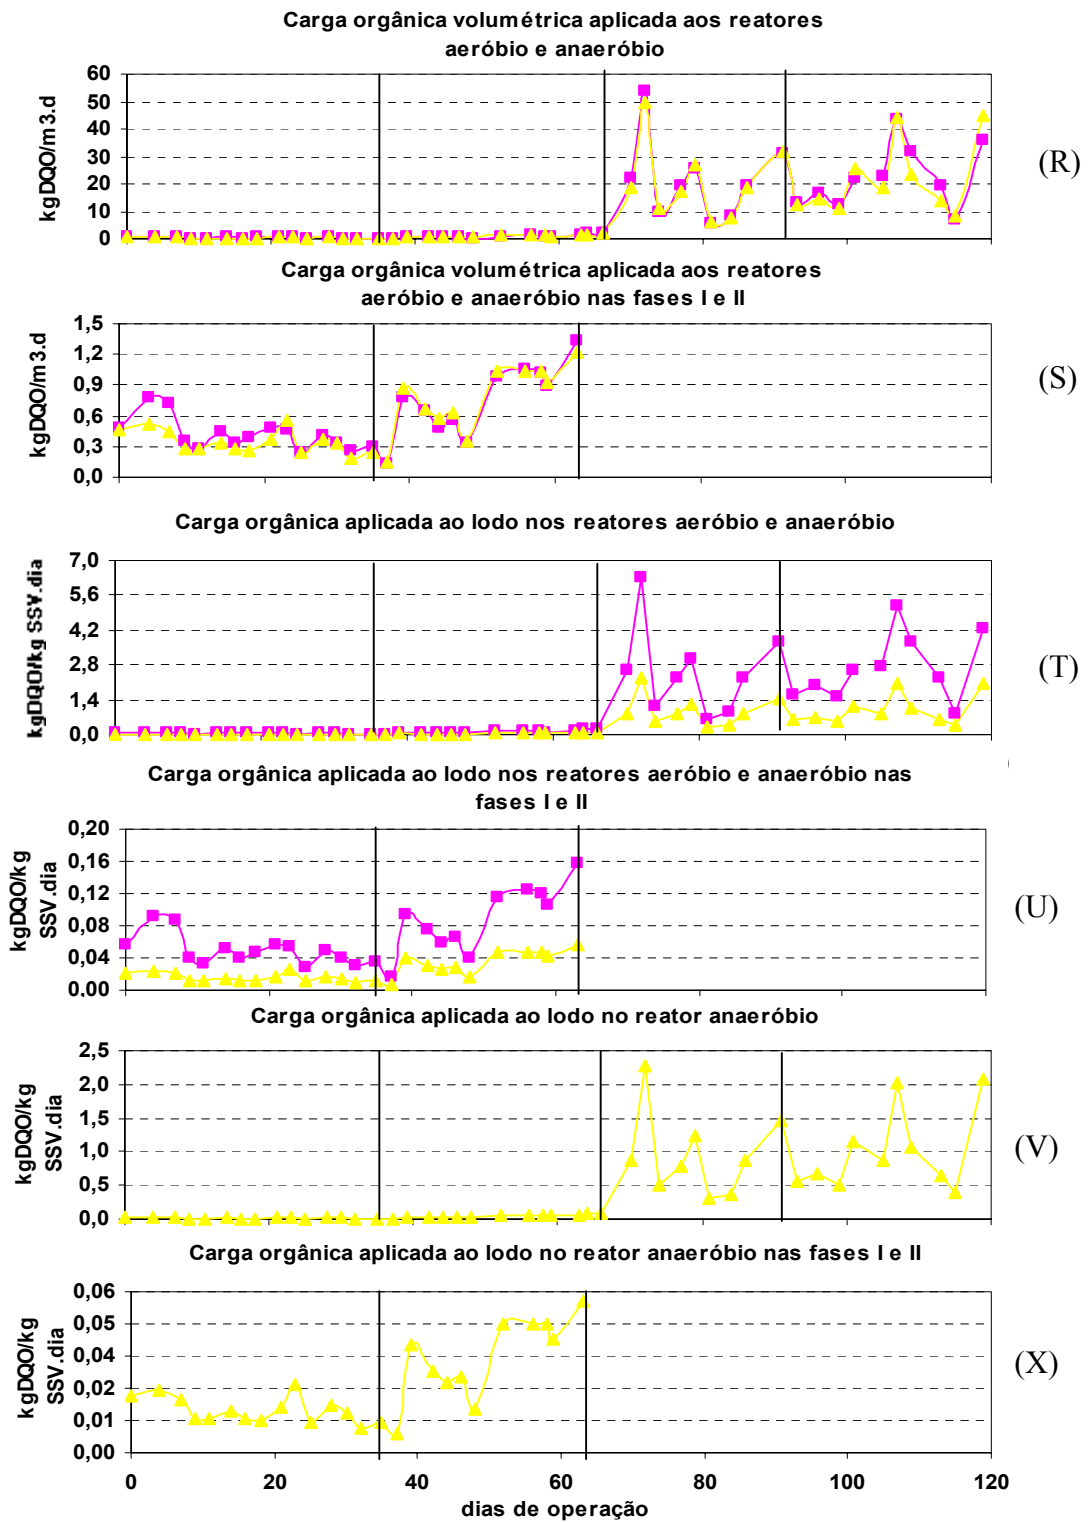 Carga orgânica volumétrica aplicada aos reatores
aeróbio e anaeróbio
60
50
40
30
20
10
0
kgDQO/m3.d
(R)
Carga orgânica volumétrica aplicada aos reatores
aeróbio e anaeróbio nas fases I e II
1,5
1,2
0,9
0,6
0,3
0,0
kgDQO/m3.d
(S)
Carga orgânica aplicada ao lodo nos reatores aeróbio e anaeróbio
7,0
5,6
4,2
2,8
1,4
0,0
kgDQO/kg SSV.dia
(T)
Carga orgânica aplicada ao lodo nos reatores aeróbio e anaeróbio nas
fases I e II
0,20
0,16
0,12
0,08
0,04
0,00
kgDQO/kg
SSV.dia
(U)
Carga orgânica aplicada ao lodo no reator anaeróbio
2,5
2,0
1,5
1,0
0,5
0,0
kgDQO/kg
SSV.dia
(V)
Carga orgânica aplicada ao lodo no reator anaeróbio nas fases I e II
0,06
0,05
0,04
0,02
0,01
0,00
kgDQO/kg
SSV.dia
(X)
0 20 40 60 80 100 120
dias de operação